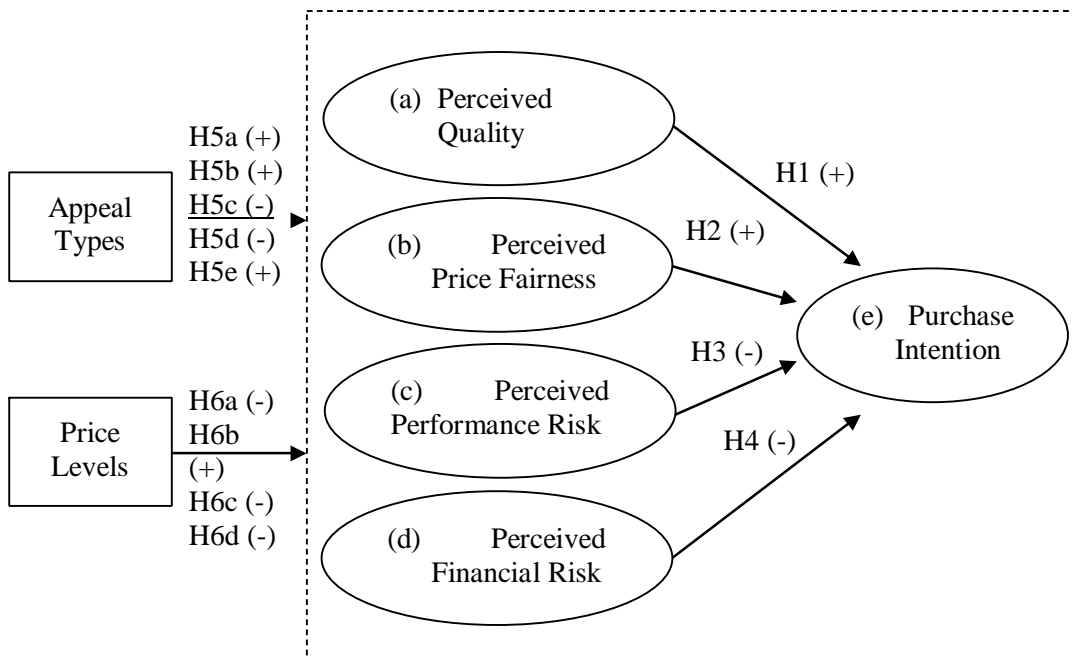 Appeal
Types
H5a (+)
H5b (+)
H5c (-)
H5d (-)
H5e (+)
Price
Levels
H6a (-)
H6b
(+)
H6c (-)
H6d (-)
(a) Perceived
Quality
(b) Perceived
Price Fairness
(c) Perceived
Performance Risk
(d) Perceived
Financial Risk
H1 (+)
H2 (+)
H3 (-)
H4 (-)
(e) Purchase
Intention